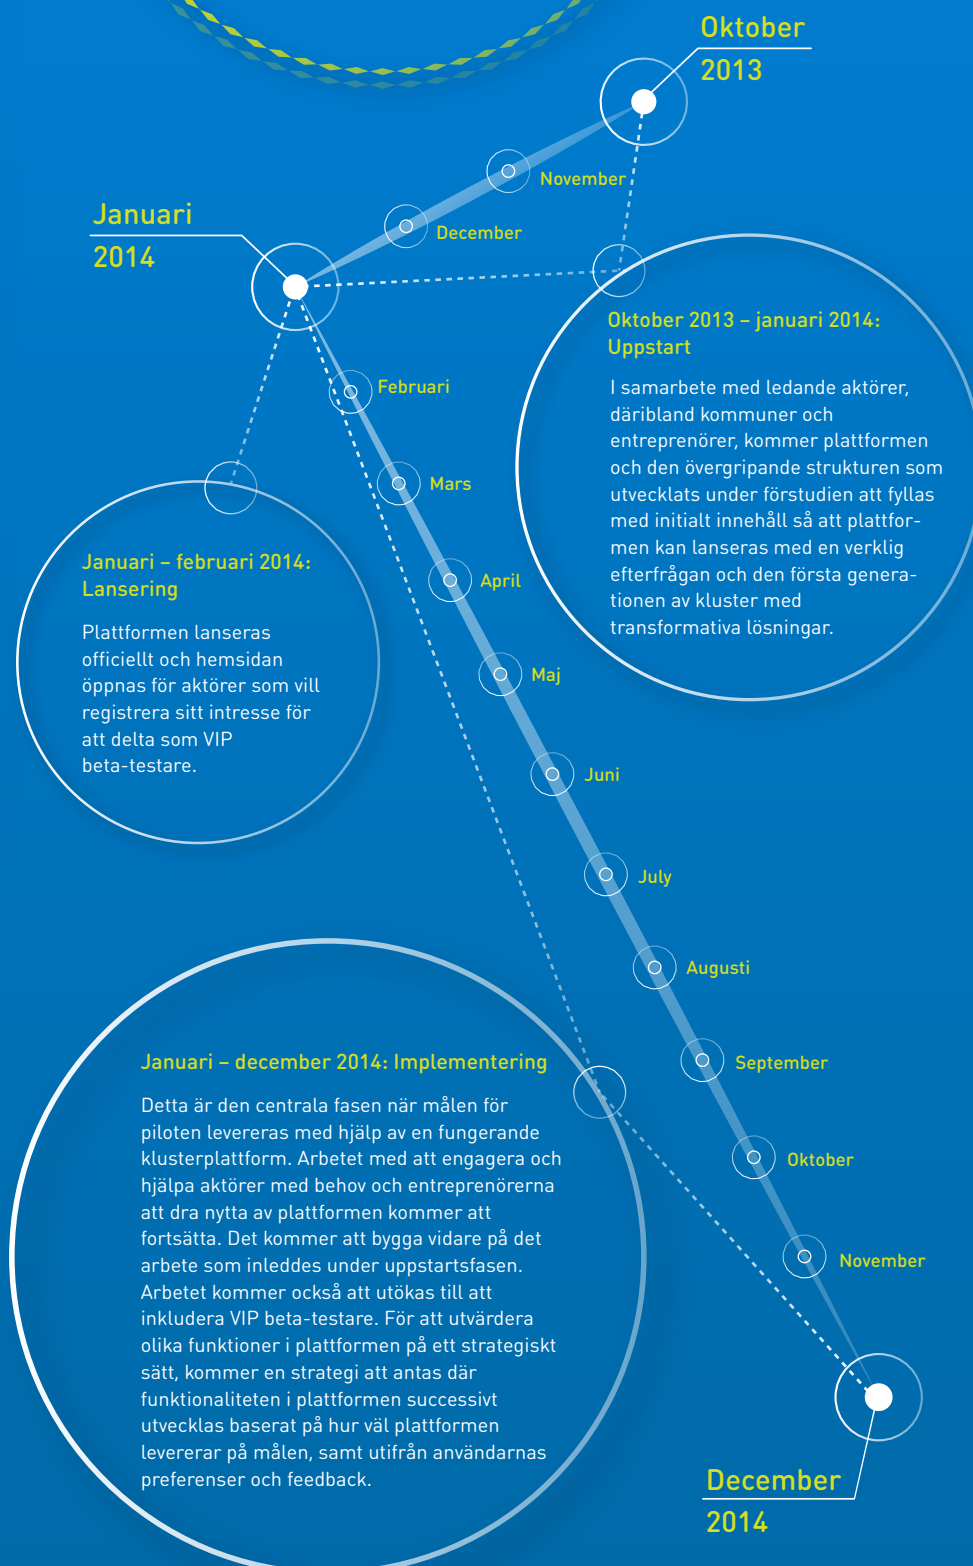 Oktober
2013
November
December
Januari
2014
Oktober 2013 – januari 2014:
Uppstart
I samarbete med ledande aktörer,
däribland kommuner och
entreprenörer, kommer plattformen
och den övergripande strukturen som
utvecklats under förstudien att fyllas
med initialt innehåll så att plattfor-
men kan lanseras med en verklig
efterfrågan och den första genera-
tionen av kluster med
transformativa lösningar.
Februari
Mars
April
Maj
Juni
July
Augusti
September
Oktober
November
December
2014
Januari – februari 2014:
Lansering
Plattformen lanseras
officiellt och hemsidan
öppnas för aktörer som vill
registrera sitt intresse för
att delta som VIP
beta-testare.
Januari – december 2014: Implementering
Detta är den centrala fasen när målen för
piloten levereras med hjälp av en fungerande
klusterplattform. Arbetet med att engagera och
hjälpa aktörer med behov och entreprenörerna
att dra nytta av plattformen kommer att
fortsätta. Det kommer att bygga vidare på det
arbete som inleddes under uppstartsfasen.
Arbetet kommer också att utökas till att
inkludera VIP beta-testare. För att utvärdera
olika funktioner i plattformen på ett strategiskt
sätt, kommer en strategi att antas där
funktionaliteten i plattformen successivt
utvecklas baserat på hur väl plattformen
levererar på målen, samt utifrån användarnas
preferenser och feedback.